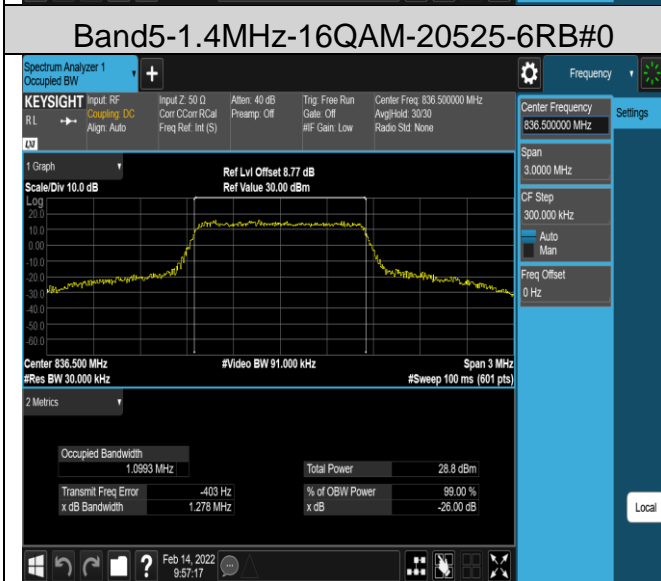 Band5-1.4MHz-16QAM-20525-6RB#0
Spectrum Analyzer 1
Occupied BW
+
Frequency
KEYSIGHT
RL
Input: RF
Coupling: DC
Align: Auto
Input Z: 50 Ω
Corr CCorr RCal
Freq Ref: Int (S)
Atten: 40 dB
Preamp: Off
Trig: Free Run
Gate: Off
#IF Gain: Low
Center Freq: 836.500000 MHz
Avg|Hold: 30/30
Radio Std: None
LXI
Center Frequency
836.500000 MHz
Settings
Span
3.0000 MHz
CF Step
300.000 kHz
Auto
Man
Freq Offset
0 Hz
1 Graph
Scale/Div 10.0 dB
Ref Lvl Offset 8.77 dB
Ref Value 30.00 dBm
Log
20.0
10.0
0.00
-10.0
-20.0
-30.0
-40.0
-50.0
-60.0
Center 836.500 MHz
#Video BW 91.000 kHz
Span 3 MHz
#Res BW 30.000 kHz
#Sweep 100 ms (601 pts)
2 Metrics
Occupied Bandwidth
1.0993 MHz
Total Power 28.8 dBm
Transmit Freq Error -403 Hz
% of OBW Power 99.00 %
x dB Bandwidth 1.278 MHz
x dB -26.00 dB
Local
?
Feb 14, 2022
9:57:17